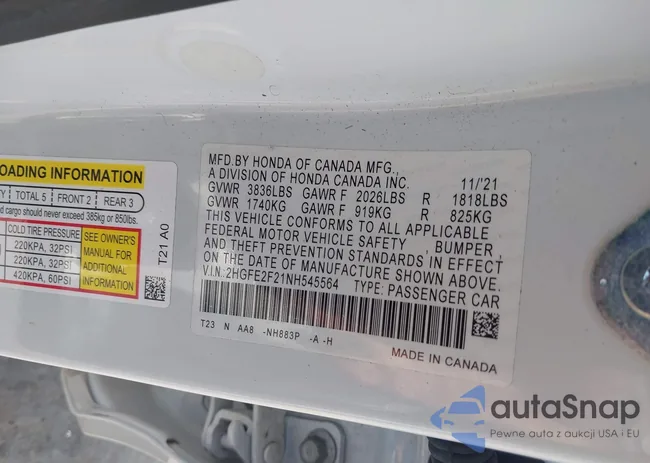 OADING INFORMATION
TY TOTAL 5 FRONT 2 REAR 3
d cargo should never exceed 385kg or 850lbs.
COLD TIRE PRESSURE
220KPA, 32PSI
220KPA, 32PSI
420KPA, 60PSI
SEE OWNER'S
MANUAL FOR
ADDITIONAL
INFORMATION
T21 A0
MFD.BY HONDA OF CANADA MFG.,
A DIVISION OF HONDA CANADA INC. 11/'21
GVWR 3836LBS GAWR F 2026LBS R 1818LBS
GVWR 1740KG GAWR F 919KG R 825KG
THIS VEHICLE CONFORMS TO ALL APPLICABLE
FEDERAL MOTOR VEHICLE SAFETY BUMPER,
AND THEFT PREVENTION STANDARDS IN EFFECT
ON THE DATE OF MANUFACTURE SHOWN ABOVE.
V.I.N: 2HGFE2F21NH545564 TYPE: PASSENGER CAR
T23 N AA8 -NH883P -A -H
MADE IN CANADA
autaSnap
Pewne auta z aukcji USA i EU